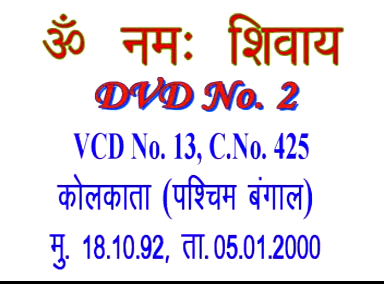 ॐ नमः शिवाय
DVD No. 2
VCD No. 13, C.No. 425
कोलकाता (पश्चिम बंगाल)
मु. 18.10.92, ता. 05.01.2000